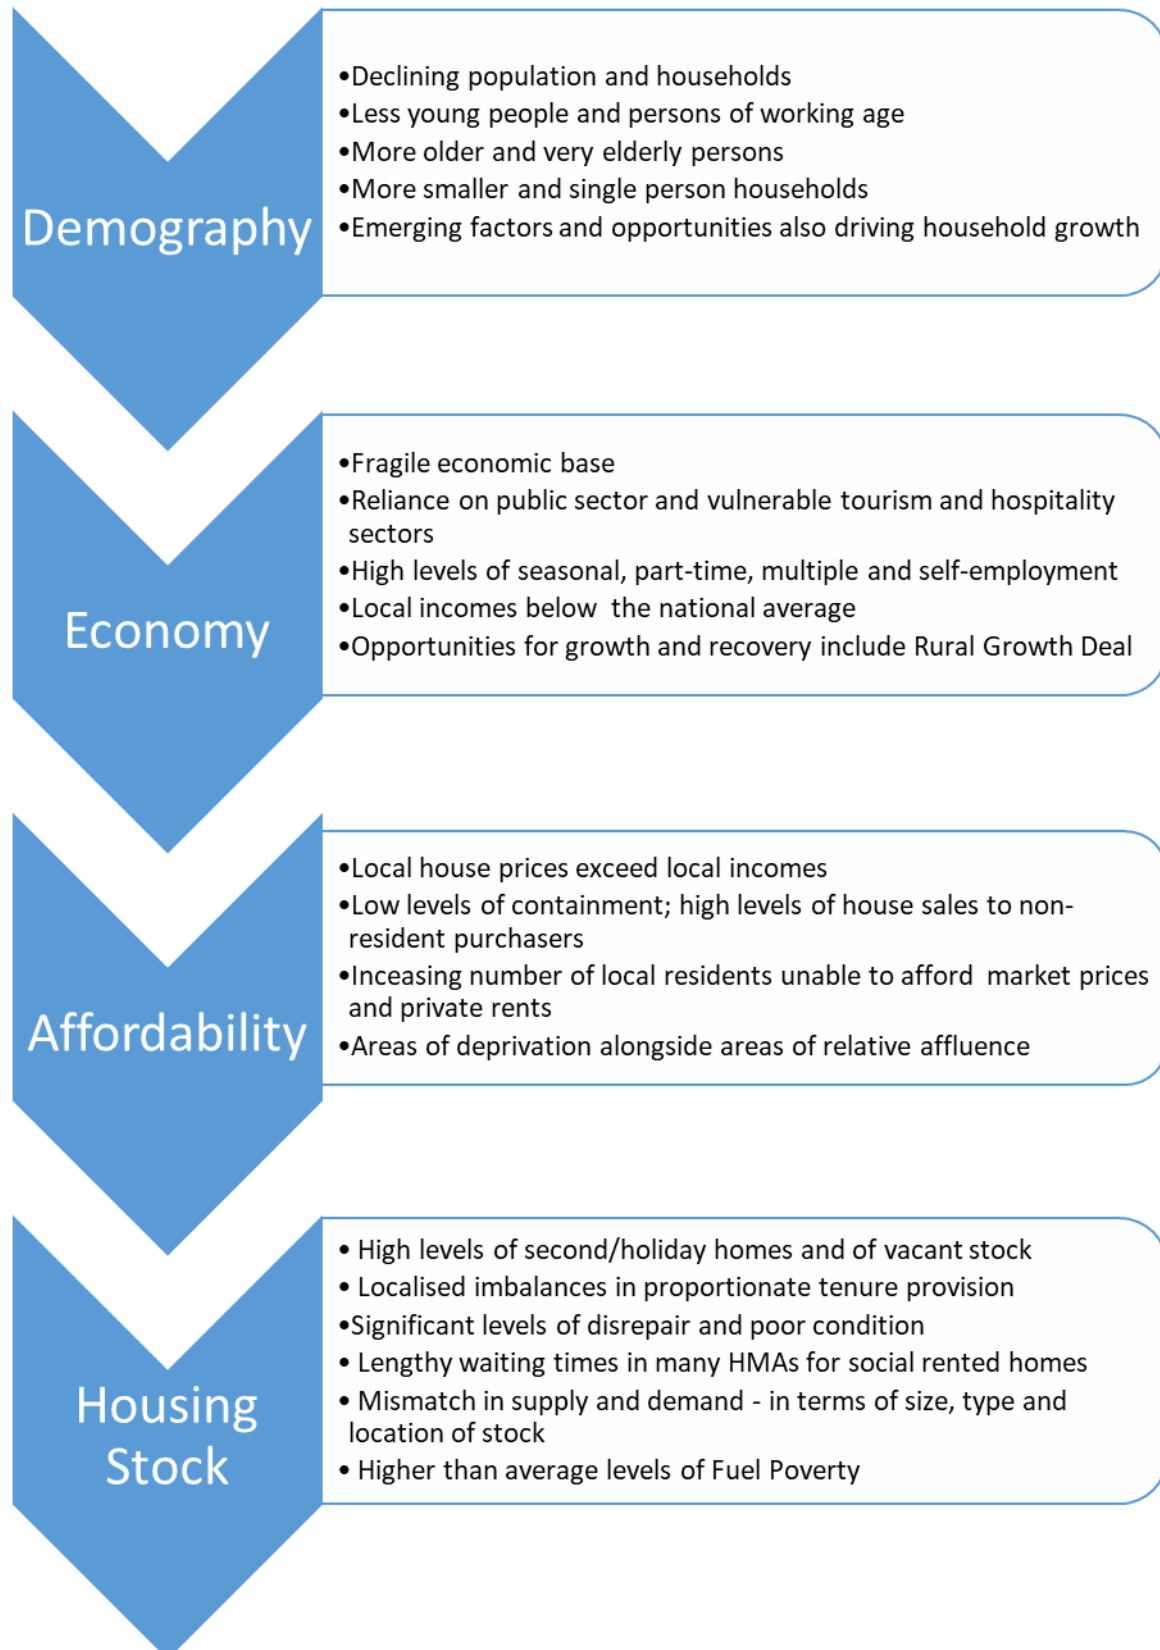 Demography
•Declining population and households
•Less young people and persons of working age
•More older and very elderly persons
•More smaller and single person households
•Emerging factors and opportunities also driving household growth
Economy
•Fragile economic base
•Reliance on public sector and vulnerable tourism and hospitality
sectors
•High levels of seasonal, part-time, multiple and self-employment
•Local incomes below  the national average
•Opportunities for growth and recovery include Rural Growth Deal
Affordability
•Local house prices exceed local incomes
•Low levels of containment; high levels of house sales to non-
resident purchasers
•Inceasing number of local residents unable to afford  market prices
and private rents
•Areas of deprivation alongside areas of relative affluence
Housing
Stock
• High levels of second/holiday homes and of vacant stock
• Localised imbalances in proportionate tenure provision
•Significant levels of disrepair and poor condition
• Lengthy waiting times in many HMAs for social rented homes
• Mismatch in supply and demand - in terms of size, type and
location of stock
• Higher than average levels of Fuel Poverty